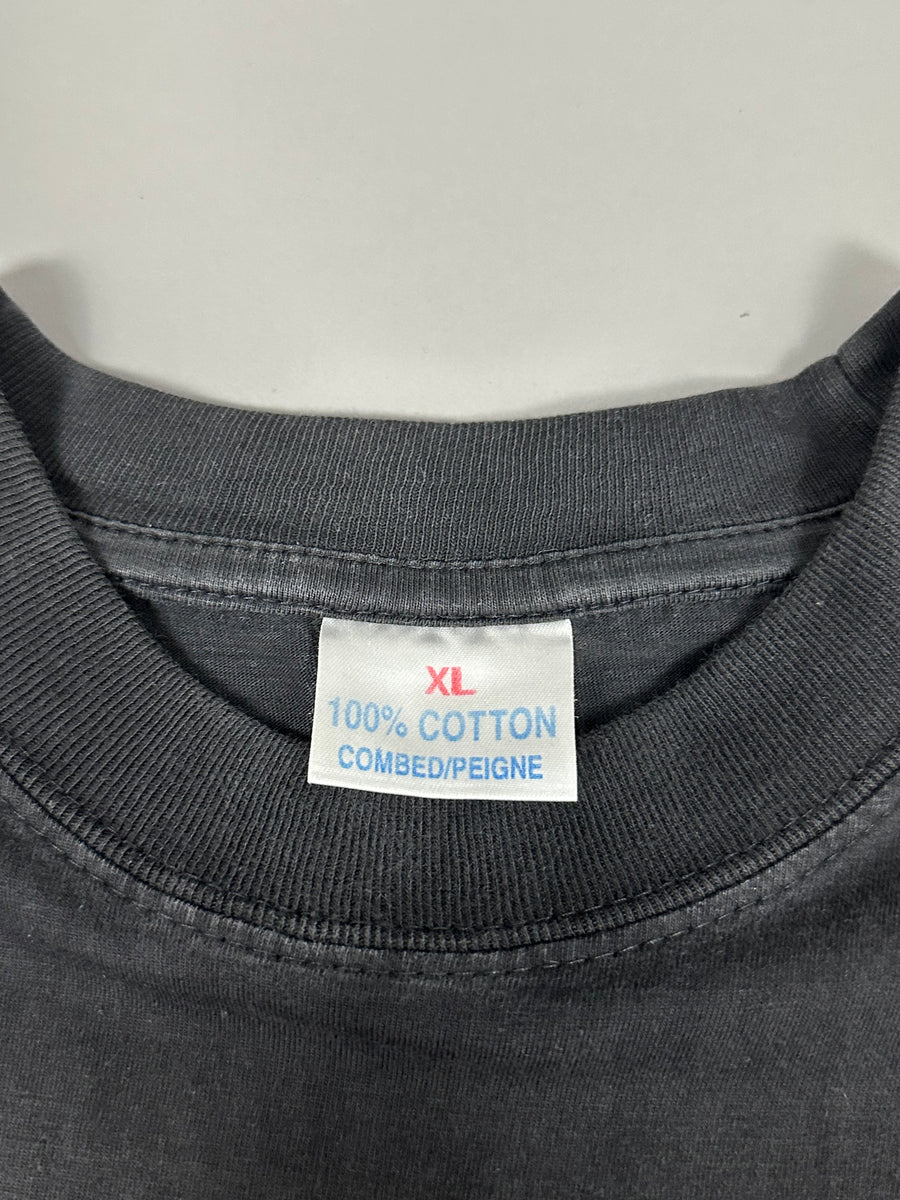 XL
100% COTTON
COMBED/PEIGNE